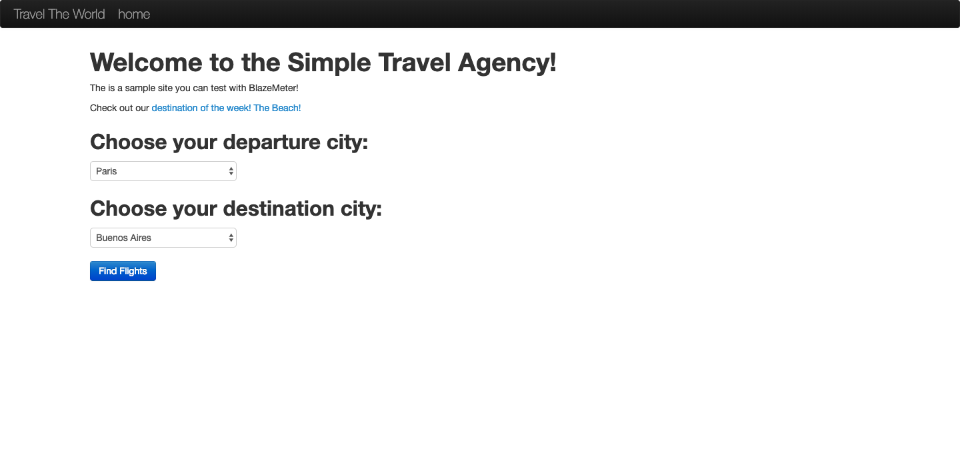 Travel The World home
Welcome to the Simple Travel Agency!
The is a sample site you can test with BlazeMeter!
Check out our destination of the week! The Beach!
Choose your departure city:
Paris
Choose your destination city:
Buenos Aires
Find Flights